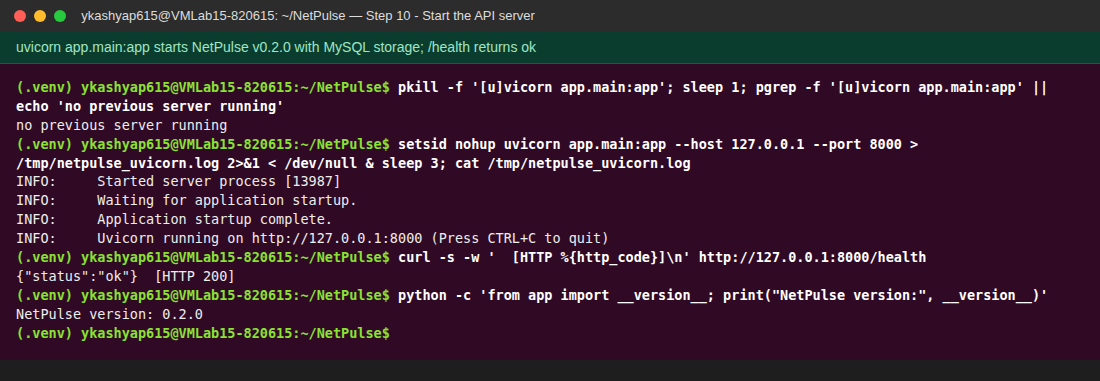 ykashyap615@VMLab15-820615: ~/NetPulse — Step 10 - Start the API server
uvicorn app.main:app starts NetPulse v0.2.0 with MySQL storage; /health returns ok
(.venv) ykashyap615@VMLab15-820615:~/NetPulse$ pkill -f '[u]vicorn app.main:app'; sleep 1; pgrep -f '[u]vicorn app.main:app' ||
echo 'no previous server running'
no previous server running
(.venv) ykashyap615@VMLab15-820615:~/NetPulse$ setsid nohup uvicorn app.main:app --host 127.0.0.1 --port 8000 >
/tmp/netpulse_uvicorn.log 2>&1 < /dev/null & sleep 3; cat /tmp/netpulse_uvicorn.log
INFO:     Started server process [13987]
INFO:     Waiting for application startup.
INFO:     Application startup complete.
INFO:     Uvicorn running on http://127.0.0.1:8000 (Press CTRL+C to quit)
(.venv) ykashyap615@VMLab15-820615:~/NetPulse$ curl -s -w '  [HTTP %{http_code}]\n' http://127.0.0.1:8000/health
{"status":"ok"}  [HTTP 200]
(.venv) ykashyap615@VMLab15-820615:~/NetPulse$ python -c 'from app import __version__; print("NetPulse version:", __version__)'
NetPulse version: 0.2.0
(.venv) ykashyap615@VMLab15-820615:~/NetPulse$